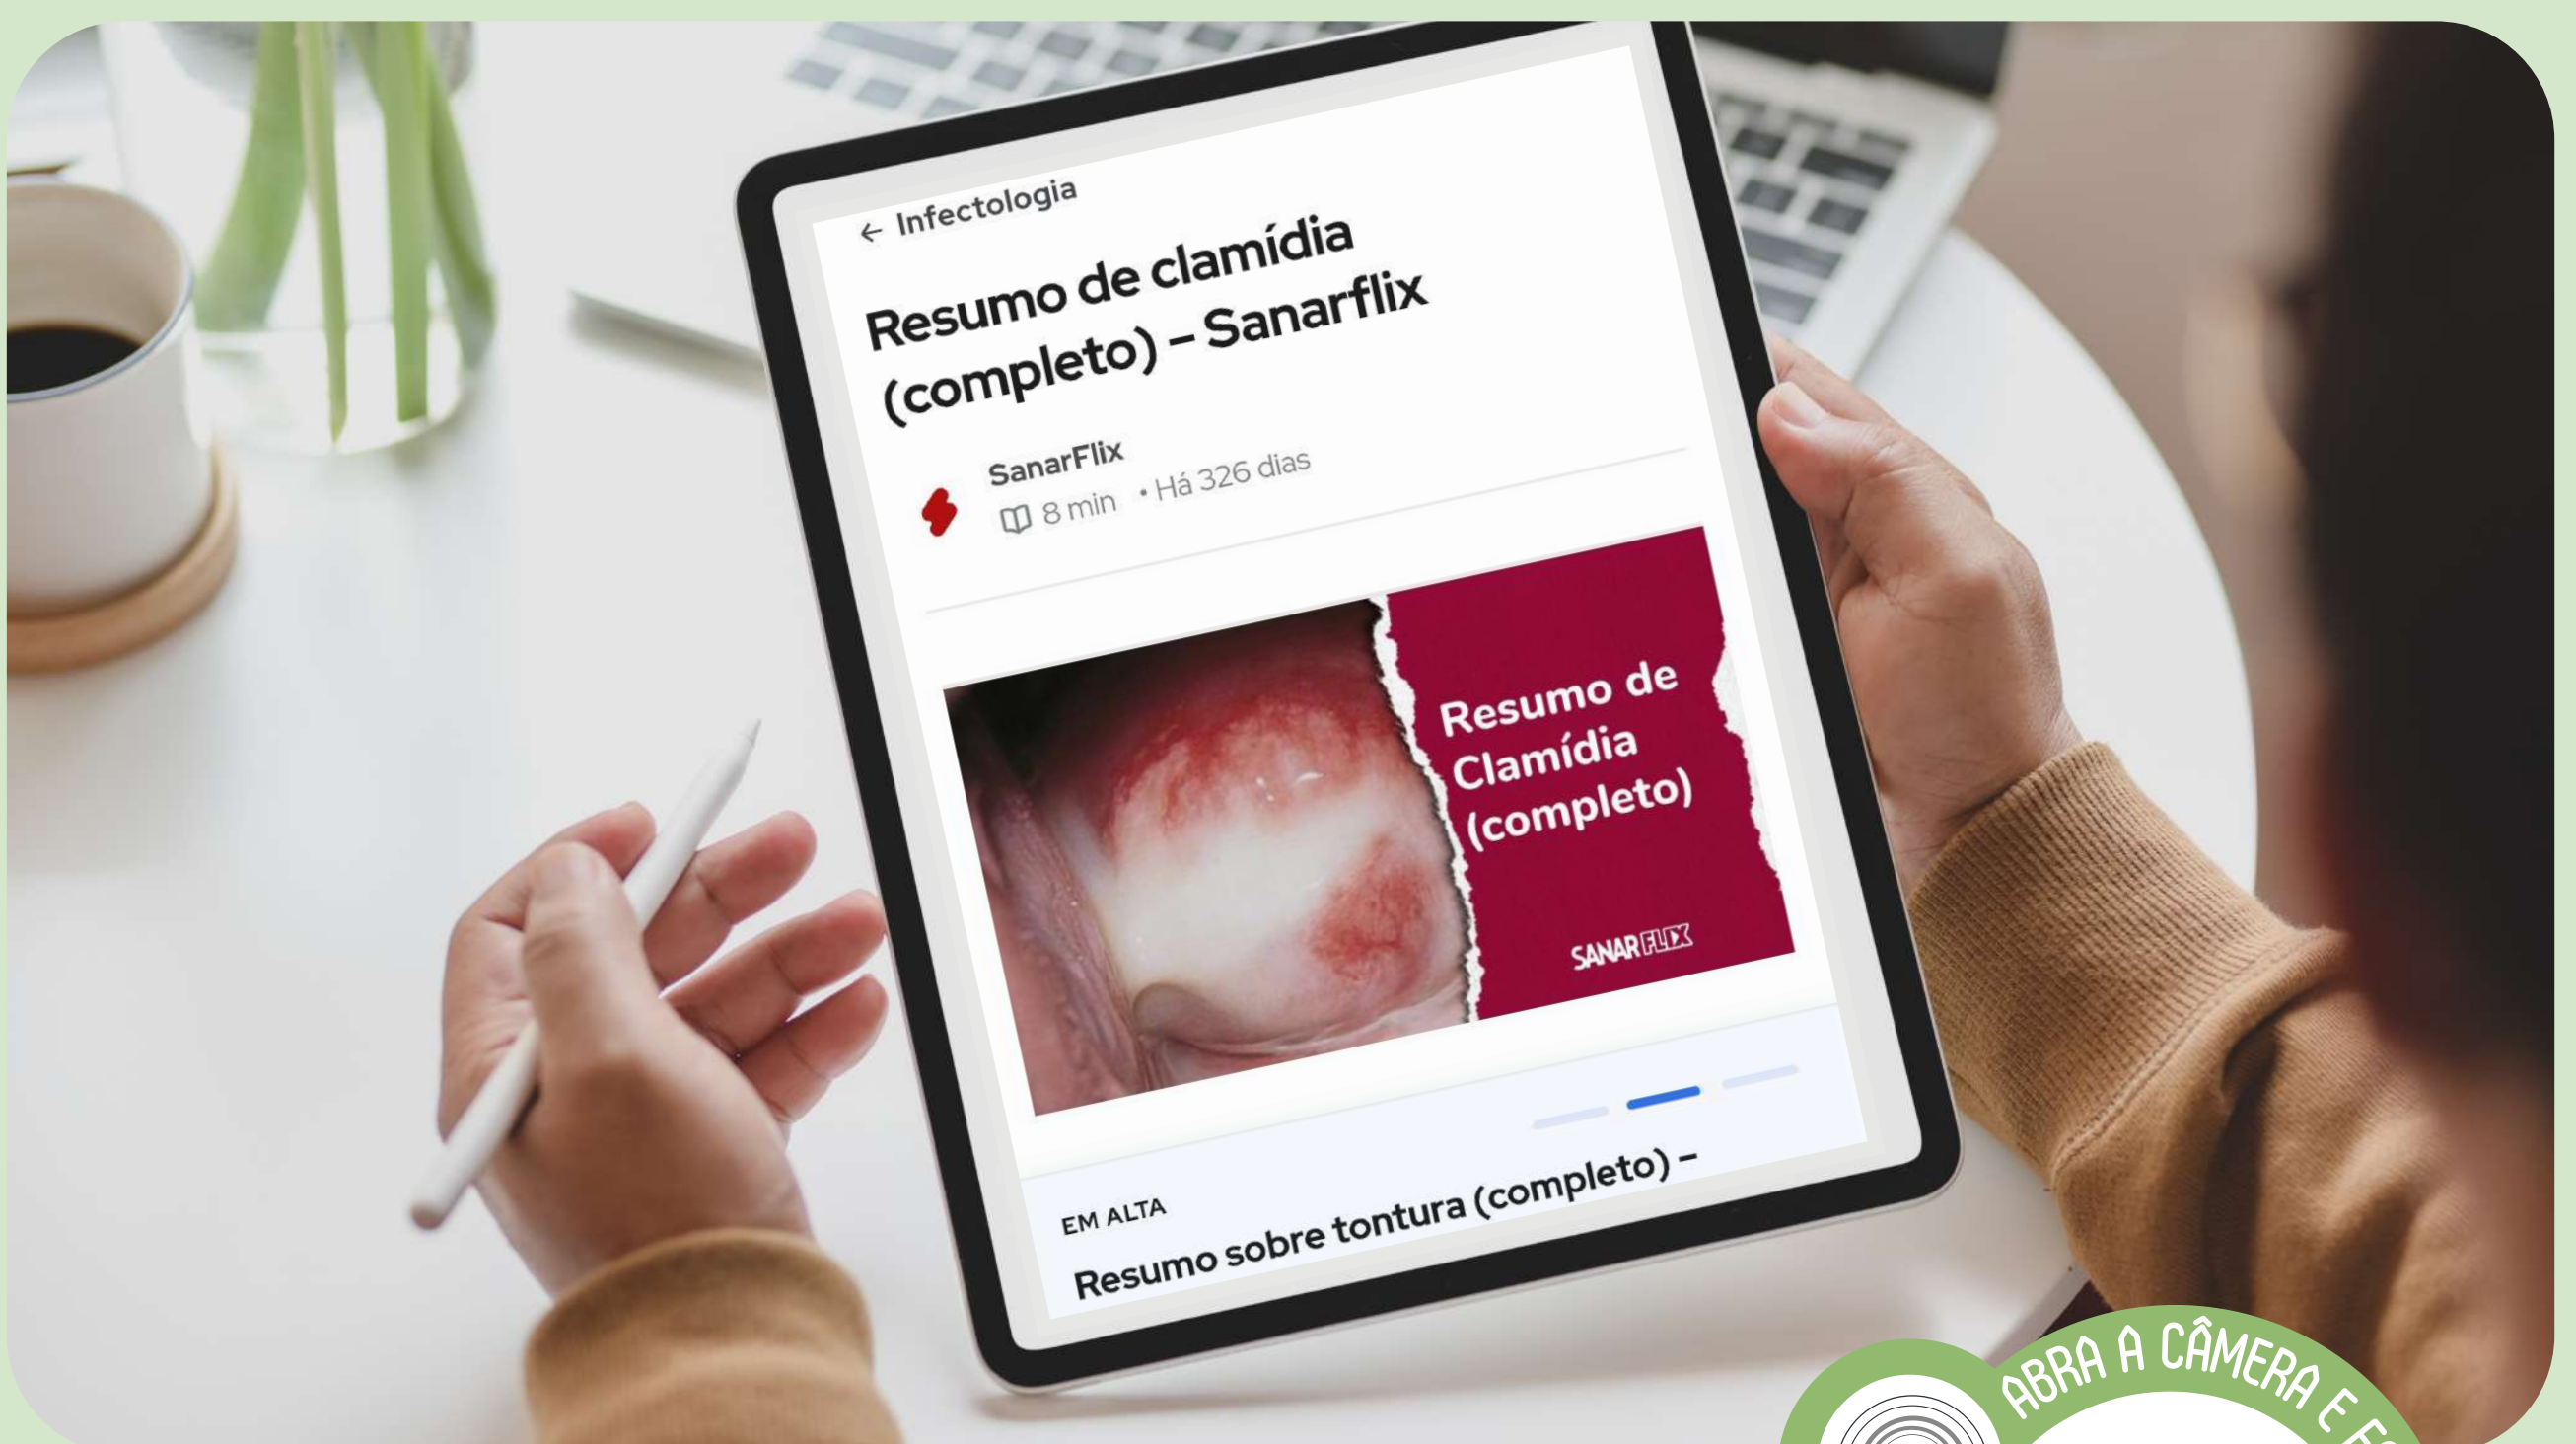 ← Infectologia
Resumo de clamídia
(completo) – Sanarflix
SanarFlix
8 min • Há 326 dias
Resumo de
Clamídia
(completo)
SANARFLIX
EM ALTA
Resumo sobre tontura (completo) –
ABRA A CÂMERA E